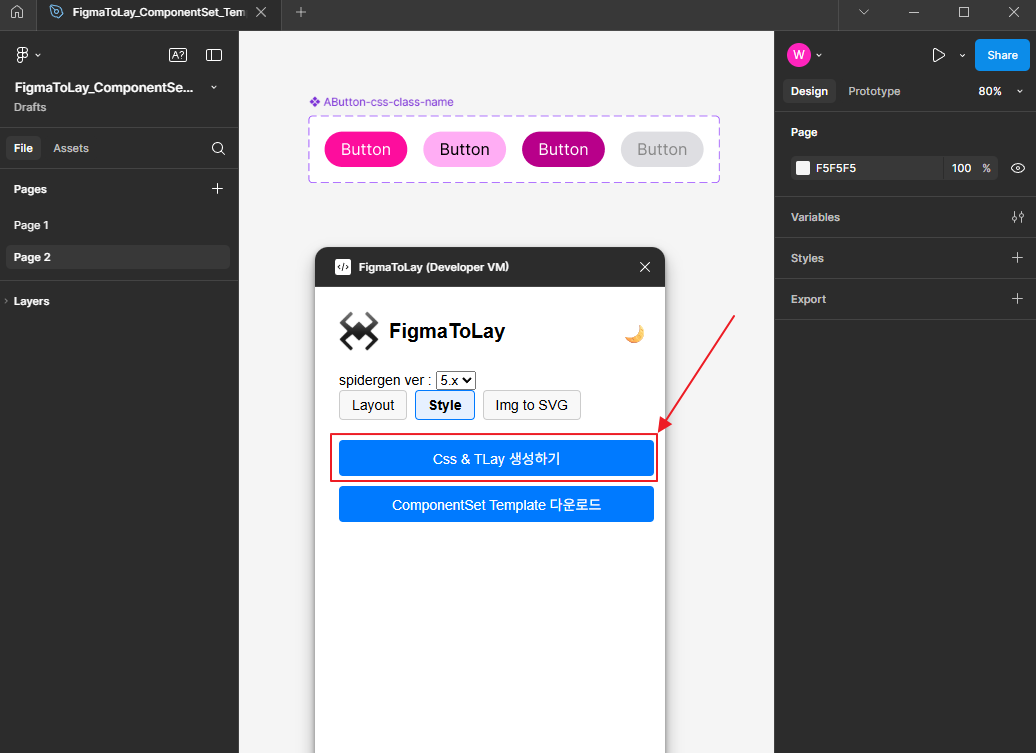 FigmaToLay_ComponentSet_Tem
FigmaToLay_ComponentSe...
Drafts
File
Assets
Pages
Page 1
Page 2
Layers
AButton-css-class-name
Button
Button
Button
Button
FigmaToLay (Developer VM)
FigmaToLay
spidergen ver : 5.x
Layout
Style
Img to SVG
Css & TLay 생성하기
ComponentSet Template 다운로드
W
Share
Design
Prototype
80%
Page
F5F5F5
100 %
Variables
Styles
Export
A?